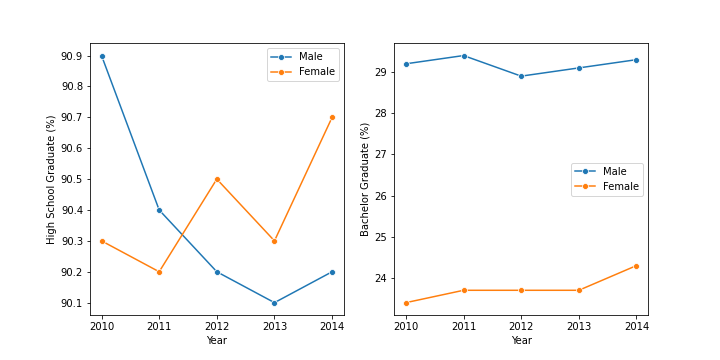 High School Graduate (%)
90.9
90.8
90.7
90.6
90.5
90.4
90.3
90.2
90.1
Male
Female
2010 2011 2012 2013 2014
Year
Bachelor Graduate (%)
29
28
27
26
25
24
Male
Female
2010 2011 2012 2013 2014
Year